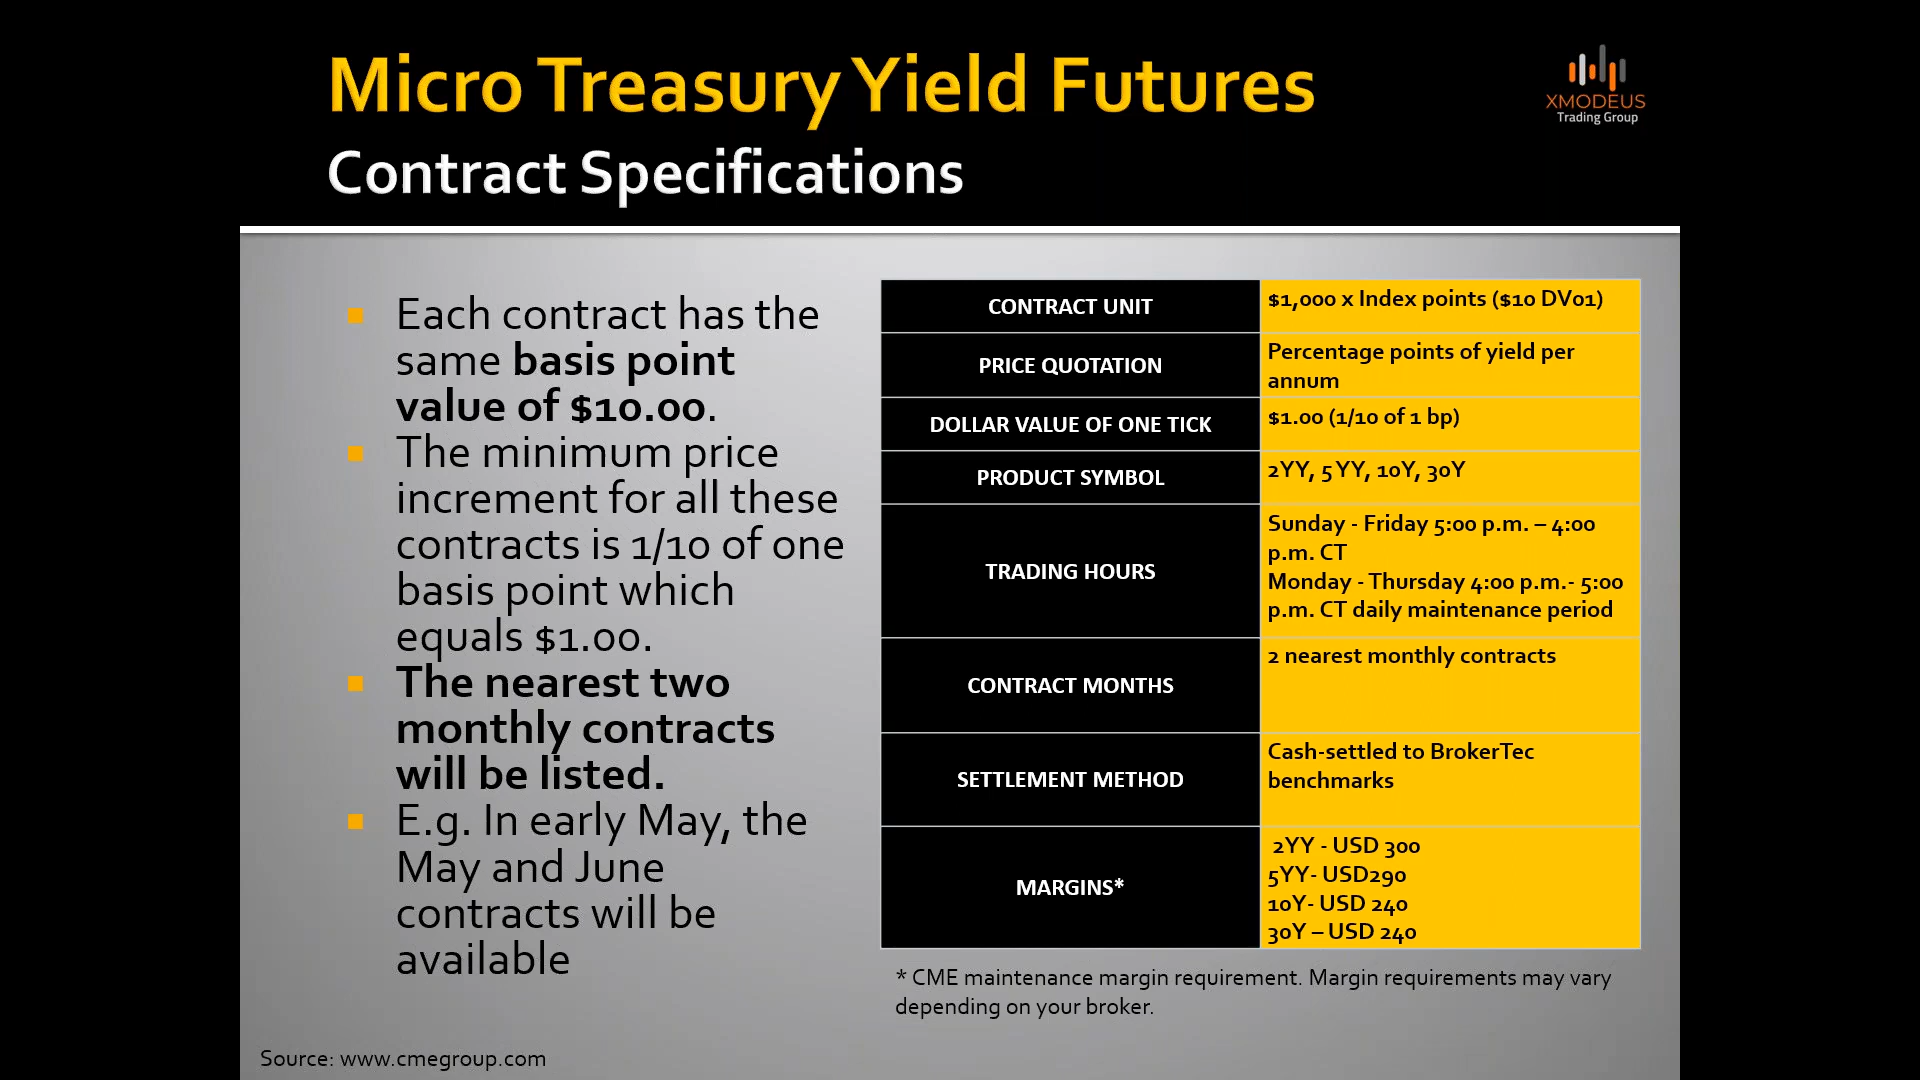 Micro Treasury Yield Futures
XMODEUS
Trading Group
Contract Specifications
Each contract has the
same basis point
value of $10.00.
The minimum price
increment for all these
contracts is 1/10 of one
basis point which
equals $1.00.
The nearest two
monthly contracts
will be listed.
E.g. In early May, the
May and June
contracts will be
available
CONTRACT UNIT
$1,000 x Index points ($10 DV01)
PRICE QUOTATION
Percentage points of yield per
annum
DOLLAR VALUE OF ONE TICK
$1.00 (1/10 of 1 bp)
PRODUCT SYMBOL
2YY, 5YY, 10Y, 30Y
TRADING HOURS
Sunday - Friday 5:00 p.m. – 4:00
p.m. CT
Monday - Thursday 4:00 p.m.- 5:00
p.m. CT daily maintenance period
CONTRACT MONTHS
2 nearest monthly contracts
SETTLEMENT METHOD
Cash-settled to BrokerTec
benchmarks
MARGINS*
2YY - USD 300
5YY- USD290
10Y- USD 240
30Y – USD 240
* CME maintenance margin requirement. Margin requirements may vary
depending on your broker.
Source: www.cmegroup.com